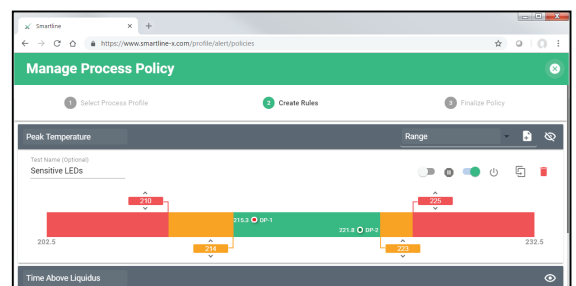 Smartline
https://www.smartline-x.com/profile/alert/policies
Manage Process Policy
1 Select Process Profile
2 Create Rules
3 Finalize Policy
Peak Temperature
Range
Test Name (Optional)
Sensitive LEDs
210
225
215.3 DP-1
221.8 DP-2
202.5
232.5
214
223
Time Above Liquidus